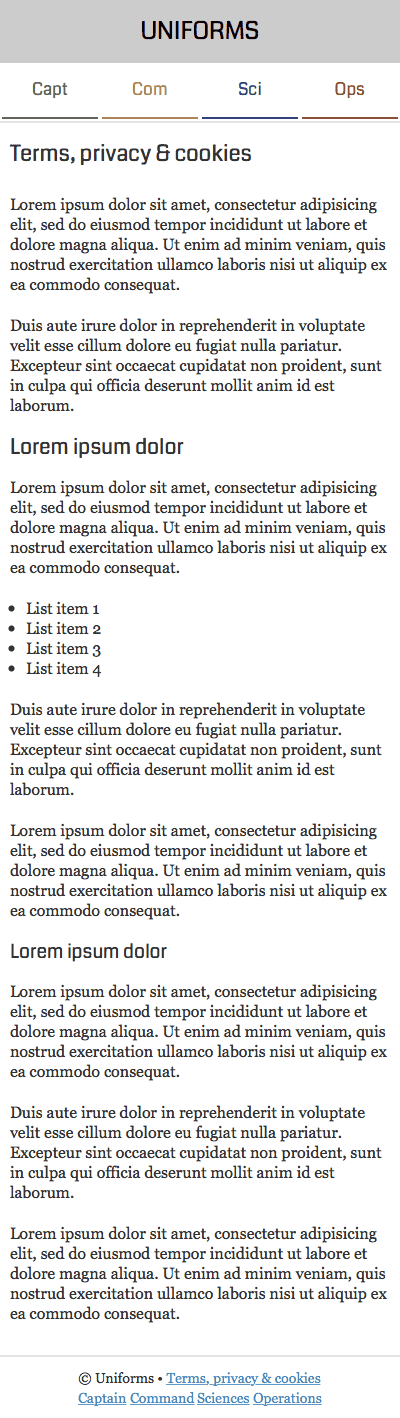 UNIFORMS
Capt Com Sci Ops
Terms, privacy & cookies
Lorem ipsum dolor sit amet, consectetur adipisicing
elit, sed do eiusmod tempor incididunt ut labore et
dolore magna aliqua. Ut enim ad minim veniam, quis
nostrud exercitation ullamco laboris nisi ut aliquip ex
ea commodo consequat.
Duis aute irure dolor in reprehenderit in voluptate
velit esse cillum dolore eu fugiat nulla pariatur.
Excepteur sint occaecat cupidatat non proident, sunt
in culpa qui officia deserunt mollit anim id est
laborum.
Lorem ipsum dolor
Lorem ipsum dolor sit amet, consectetur adipisicing
elit, sed do eiusmod tempor incididunt ut labore et
dolore magna aliqua. Ut enim ad minim veniam, quis
nostrud exercitation ullamco laboris nisi ut aliquip ex
ea commodo consequat.
• List item 1
• List item 2
• List item 3
• List item 4
Duis aute irure dolor in reprehenderit in voluptate
velit esse cillum dolore eu fugiat nulla pariatur.
Excepteur sint occaecat cupidatat non proident, sunt
in culpa qui officia deserunt mollit anim id est
laborum.
Lorem ipsum dolor sit amet, consectetur adipisicing
elit, sed do eiusmod tempor incididunt ut labore et
dolore magna aliqua. Ut enim ad minim veniam, quis
nostrud exercitation ullamco laboris nisi ut aliquip ex
ea commodo consequat.
Lorem ipsum dolor
Lorem ipsum dolor sit amet, consectetur adipisicing
elit, sed do eiusmod tempor incididunt ut labore et
dolore magna aliqua. Ut enim ad minim veniam, quis
nostrud exercitation ullamco laboris nisi ut aliquip ex
ea commodo consequat.
Duis aute irure dolor in reprehenderit in voluptate
velit esse cillum dolore eu fugiat nulla pariatur.
Excepteur sint occaecat cupidatat non proident, sunt
in culpa qui officia deserunt mollit anim id est
laborum.
Lorem ipsum dolor sit amet, consectetur adipisicing
elit, sed do eiusmod tempor incididunt ut labore et
dolore magna aliqua. Ut enim ad minim veniam, quis
nostrud exercitation ullamco laboris nisi ut aliquip ex
ea commodo consequat.
© Uniforms • Terms, privacy & cookies
Captain Command Sciences Operations